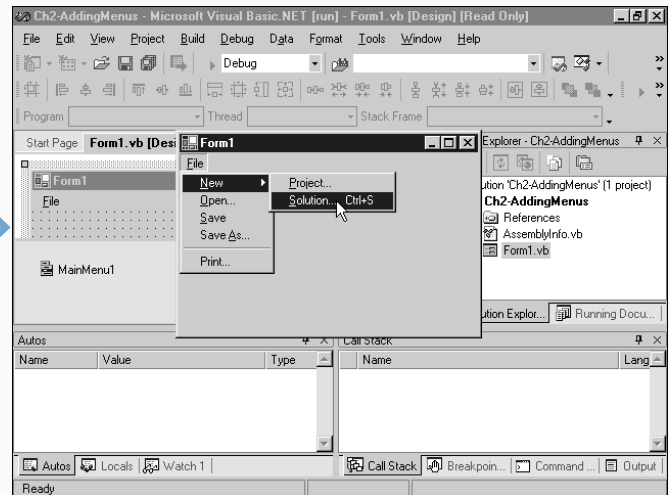 Ch2-AddingMenus - Microsoft Visual Basic.NET [run] - Form1.vb [Design] [Read Only]
File Edit View Project Build Debug Data Format Tools Window Help
Debug
Program Thread Stack Frame
Start Page Form1.vb [Desi
Form1
File
MainMenu1
Form1
File
New
Open...
Save
Save As...
Print...
Project...
Solution... Ctrl+S
Explorer - Ch2-AddingMenus
ution 'Ch2-AddingMenus' (1 project)
Ch2-AddingMenus
References
AssemblyInfo.vb
Form1.vb
ution Explor... Running Docu...
Autos
Name Value Type
Call Stack
Name Lang
Autos Locals Watch 1
Call Stack Breakpoin... Command ... Output
Ready